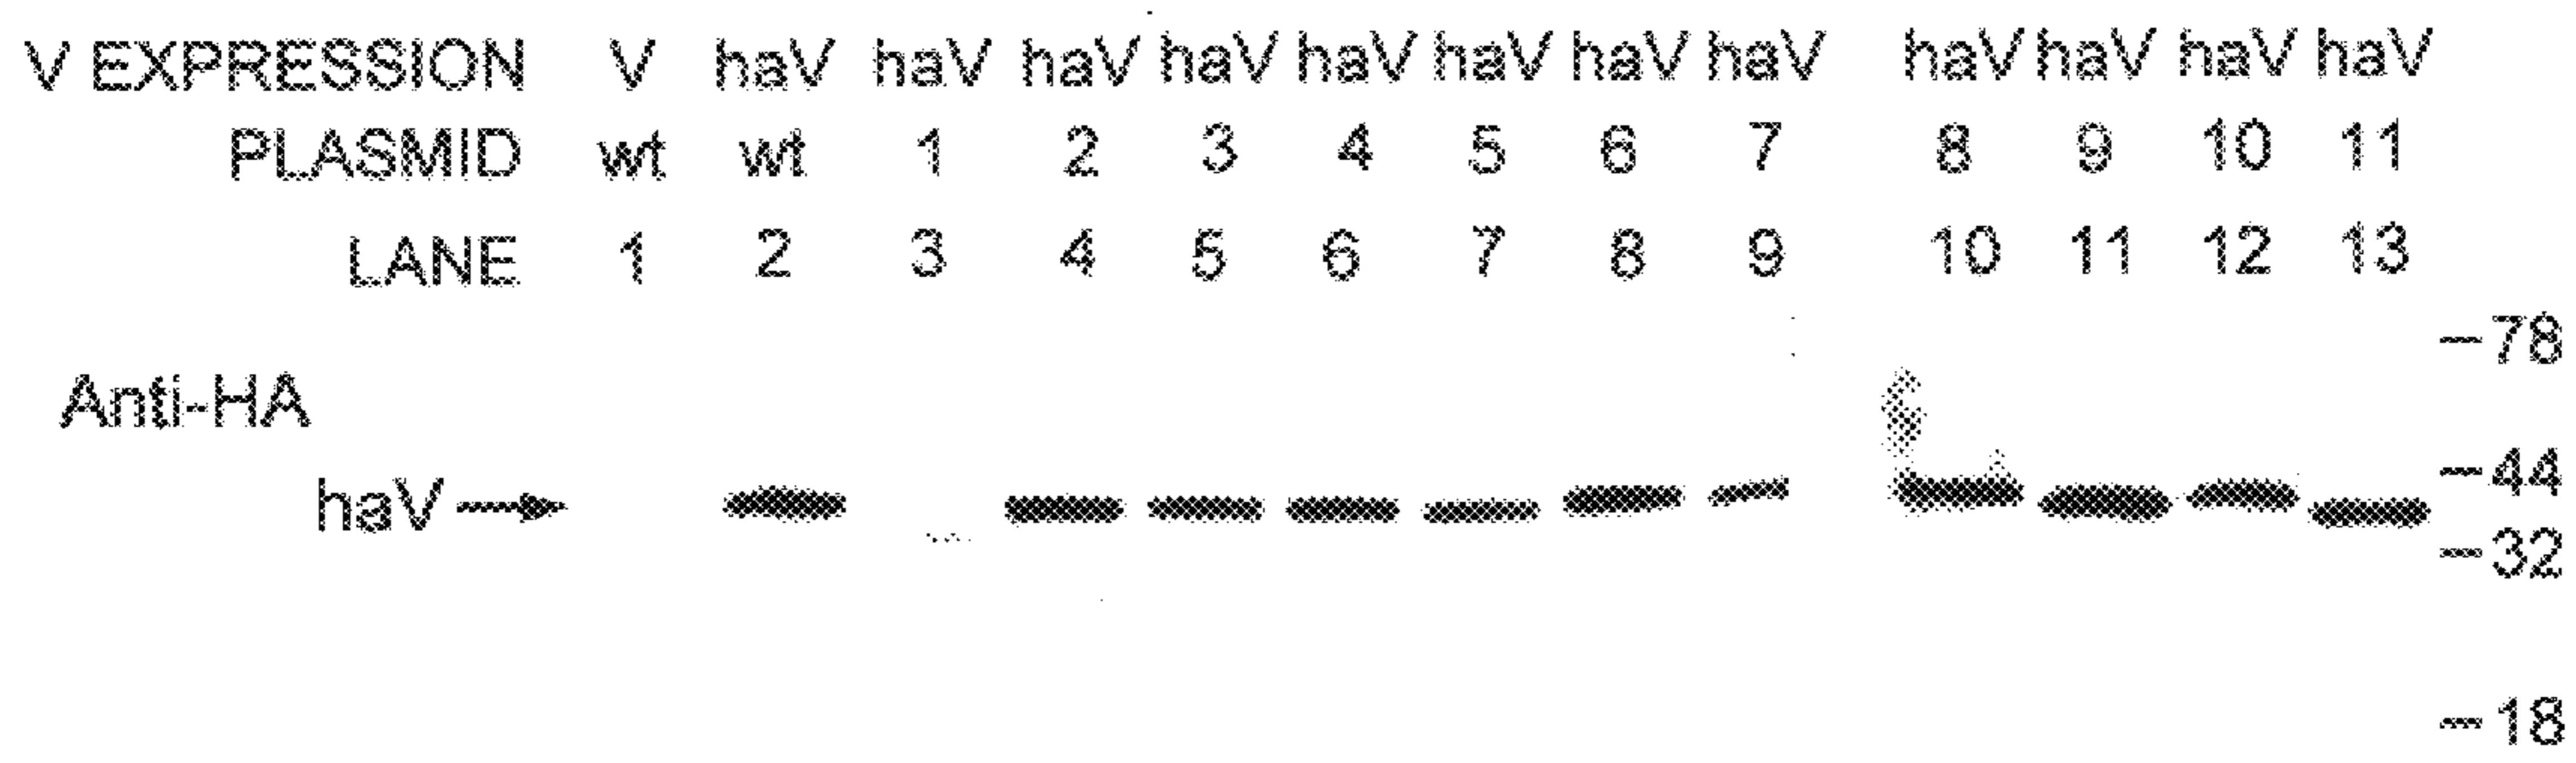 V EXPRESSION V haV haV haV haV haV haV haV haV haV haV haV haV
PLASMID wt wt 1 2 3 4 5 6 7 8 9 10 11
LANE 1 2 3 4 5 6 7 8 9 10 11 12 13
-78
Anti-HA
-44
haV
-32
-18